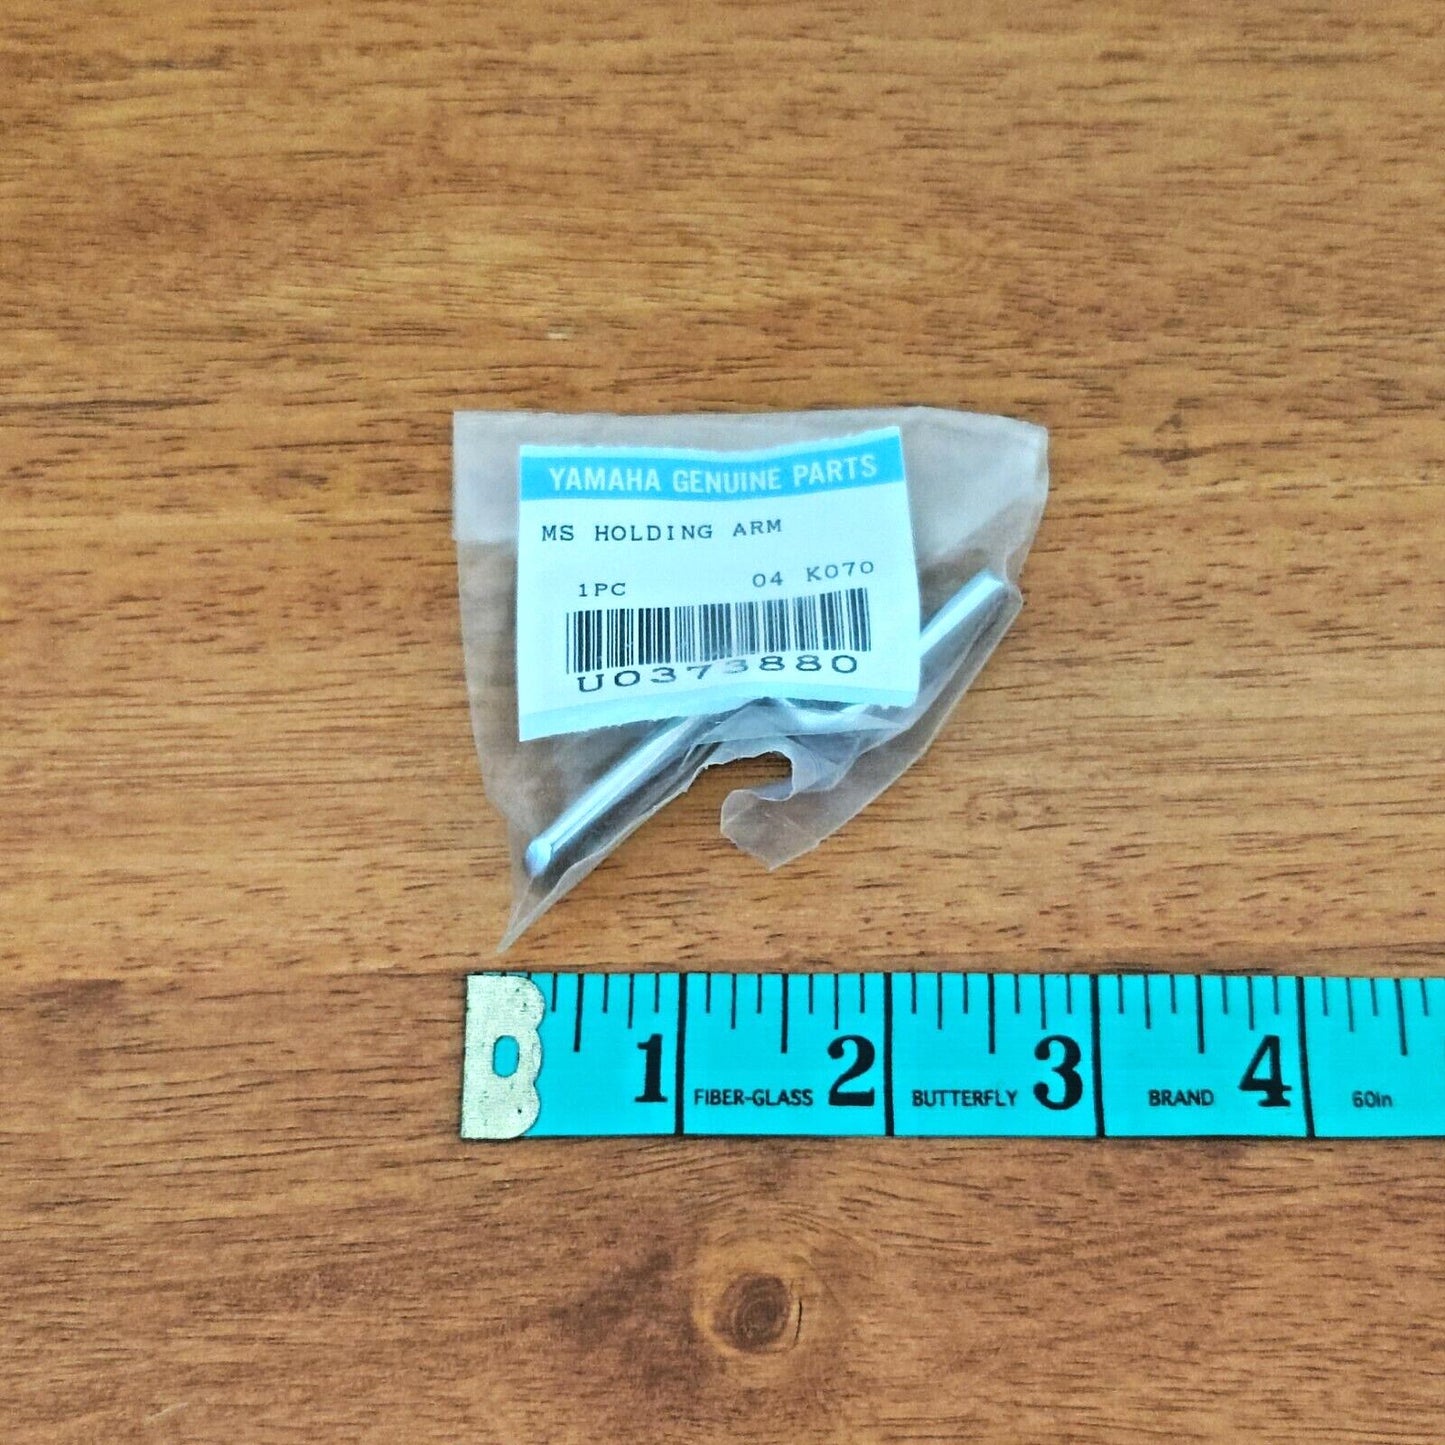 YAMAHA GENUINE PARTS
MS HOLDING ARM
1PC 04 K070
U0373880
1 2 3 4
FIBER-GLASS BUTTERFLY BRAND 60in